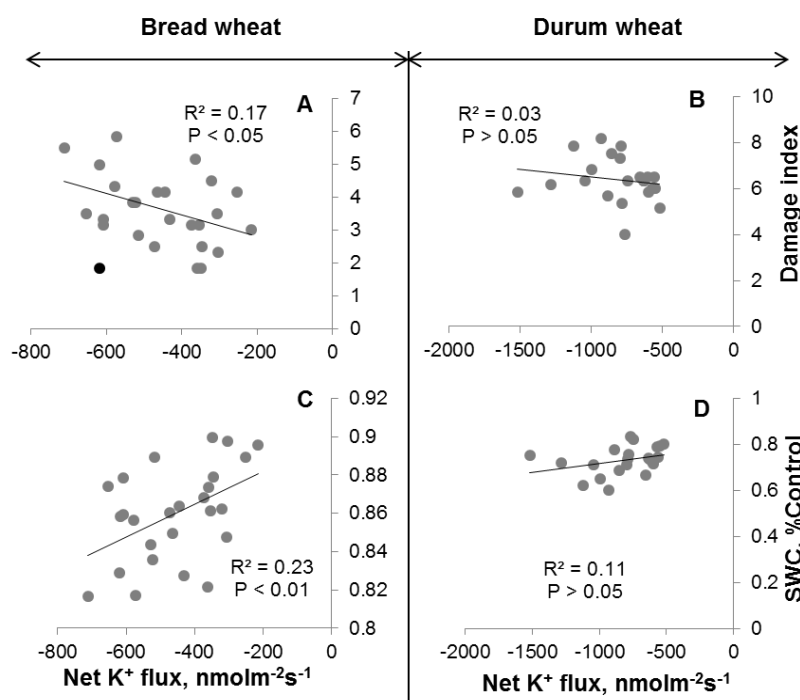 Bread wheat
Durum wheat
A
R² = 0.17
P < 0.05
7
6
5
4
3
2
1
0
-800 -600 -400 -200 0
B
R² = 0.03
P > 0.05
10
8
6
4
2
0
-2000 -1500 -1000 -500 0
Damage index
C
R² = 0.23
P < 0.01
0.92
0.9
0.88
0.86
0.84
0.82
0.8
-800 -600 -400 -200 0
Net K⁺ flux, nmolm⁻²s⁻¹
D
R² = 0.11
P > 0.05
1
0.8
0.6
0.4
0.2
0
-2000 -1500 -1000 -500 0
Net K⁺ flux, nmolm⁻²s⁻¹
SWC, %Control